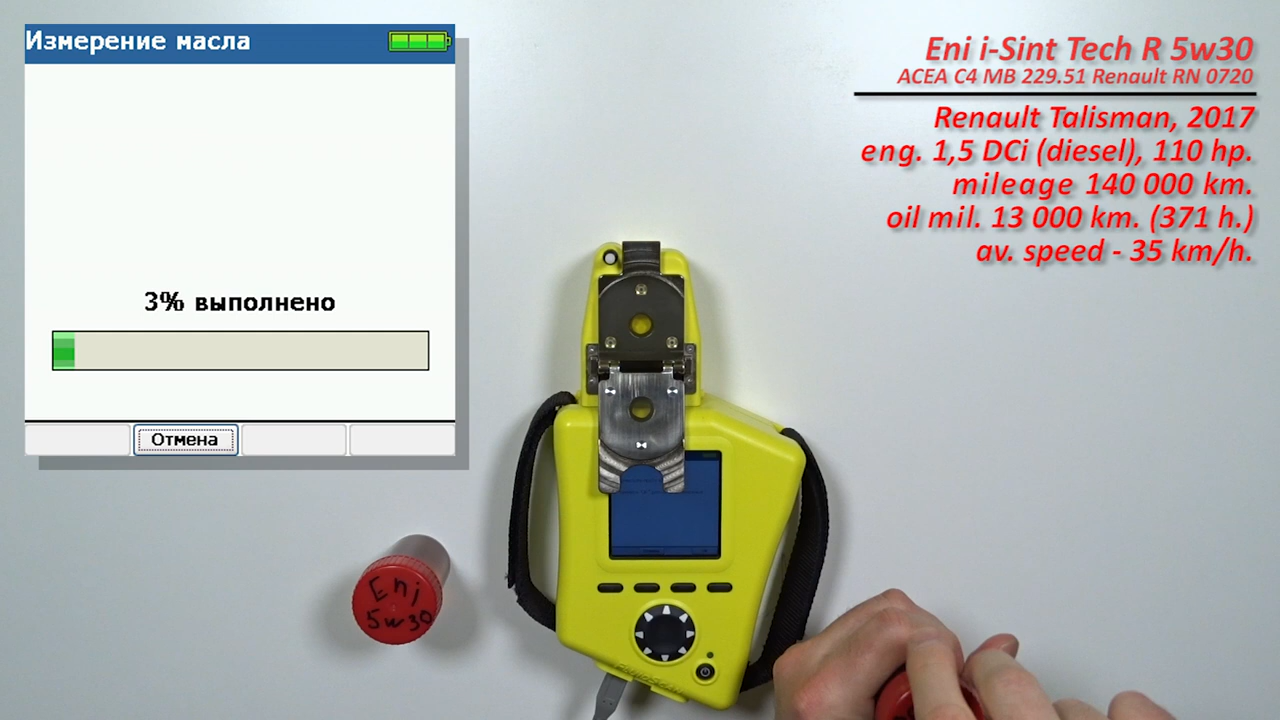 Измерение масла
3% выполнено
Отмена
Eni i-Sint Tech R 5w30
ACEA C4 MB 229.51 Renault RN 0720
Renault Talisman, 2017
eng. 1,5 DCi (diesel), 110 hp.
mileage 140 000 km.
oil mil. 13 000 km. (371 h.)
av. speed - 35 km/h.
Eni
5w30